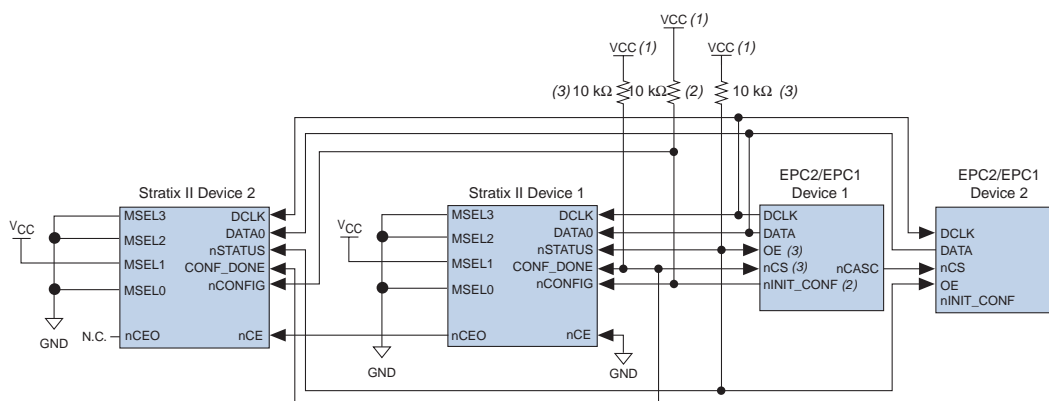 VCC (1)
VCC (1)
VCC (1)
(3) 10 kΩ
10 kΩ
(2)
10 kΩ (3)
Stratix II Device 2
MSEL3
MSEL2
MSEL1
MSEL0
nCEO
DCLK
DATA0
nSTATUS
CONF_DONE
nCONFIG
nCE
VCC
GND
N.C.
Stratix II Device 1
MSEL3
MSEL2
MSEL1
MSEL0
nCEO
DCLK
DATA0
nSTATUS
CONF_DONE
nCONFIG
nCE
VCC
GND
GND
EPC2/EPC1
Device 1
DCLK
DATA
OE (3)
nCS (3)
nINIT_CONF (2)
nCASC
EPC2/EPC1
Device 2
DCLK
DATA
nCS
OE
nINIT_CONF